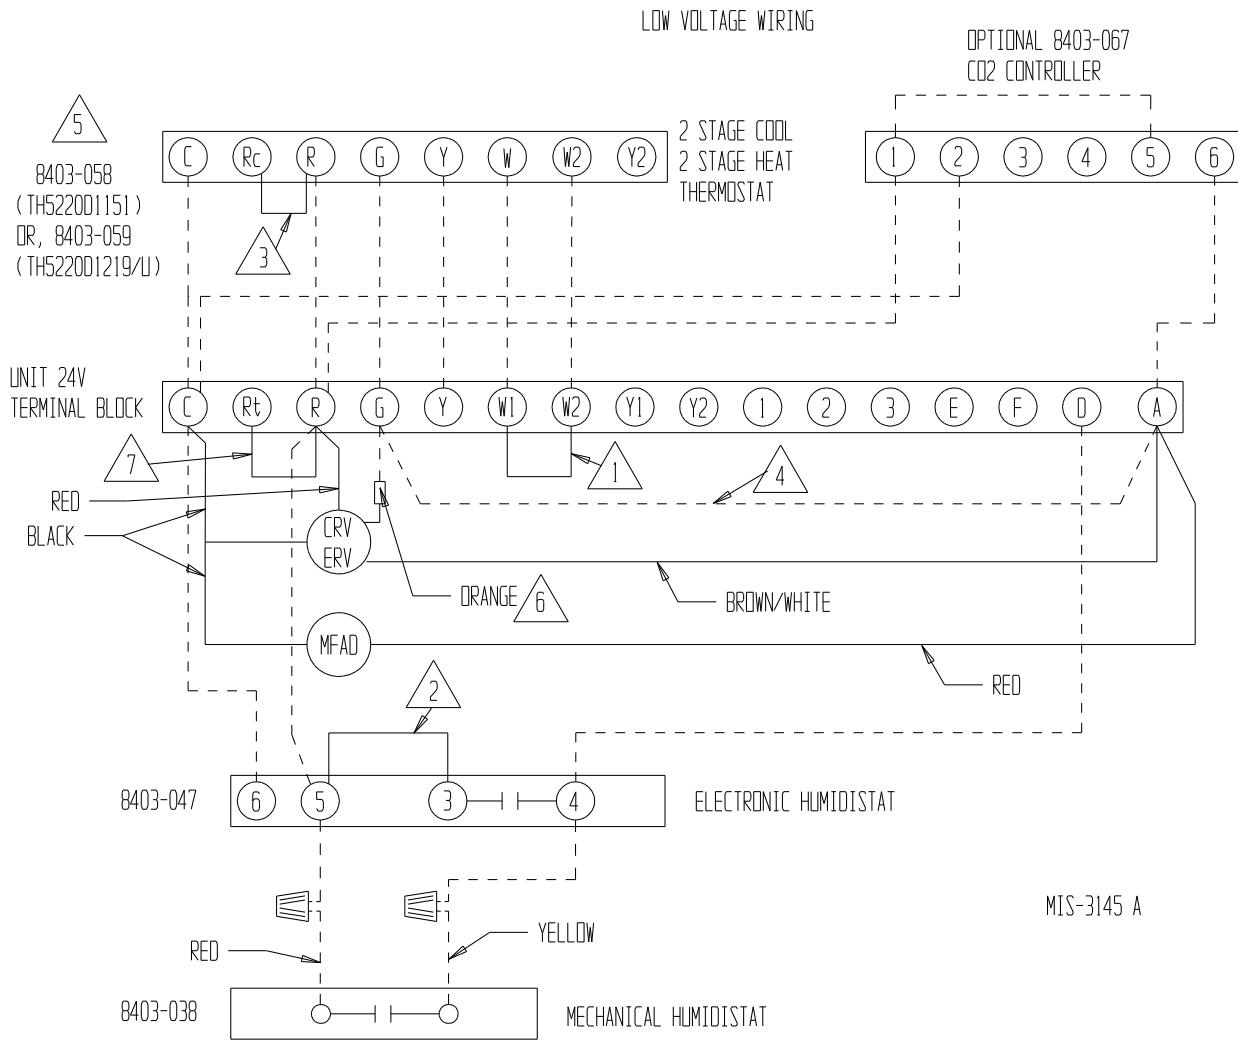 LOW VOLTAGE WIRING
OPTIONAL 8403-067
CO2 CONTROLLER
5
8403-058
(TH5220D1151)
OR, 8403-059
(TH5220D1219/U)
C Rc R G Y W W2 Y2
2 STAGE COOL
2 STAGE HEAT
THERMOSTAT
1 2 3 4 5 6
3
UNIT 24V
TERMINAL BLOCK
C Rt R G Y W1 W2 Y1 Y2 1 2 3 E F D A
7
1
4
RED
BLACK
CRV
ERV
ORANGE
6
BROWN/WHITE
MFAD
RED
2
8403-047
6 5 3 4
ELECTRONIC HUMIDISTAT
MIS-3145 A
RED
YELLOW
8403-038
MECHANICAL HUMIDISTAT